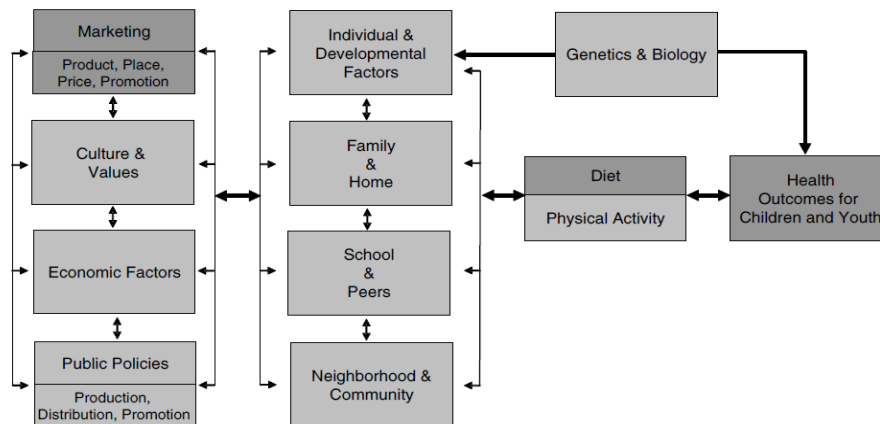 Marketing
Product, Place,
Price, Promotion
Culture &
Values
Economic Factors
Public Policies
Production,
Distribution, Promotion
Individual &
Developmental
Factors
Family
&
Home
School
&
Peers
Neighborhood &
Community
Genetics & Biology
Diet
Physical Activity
Health
Outcomes for
Children and Youth